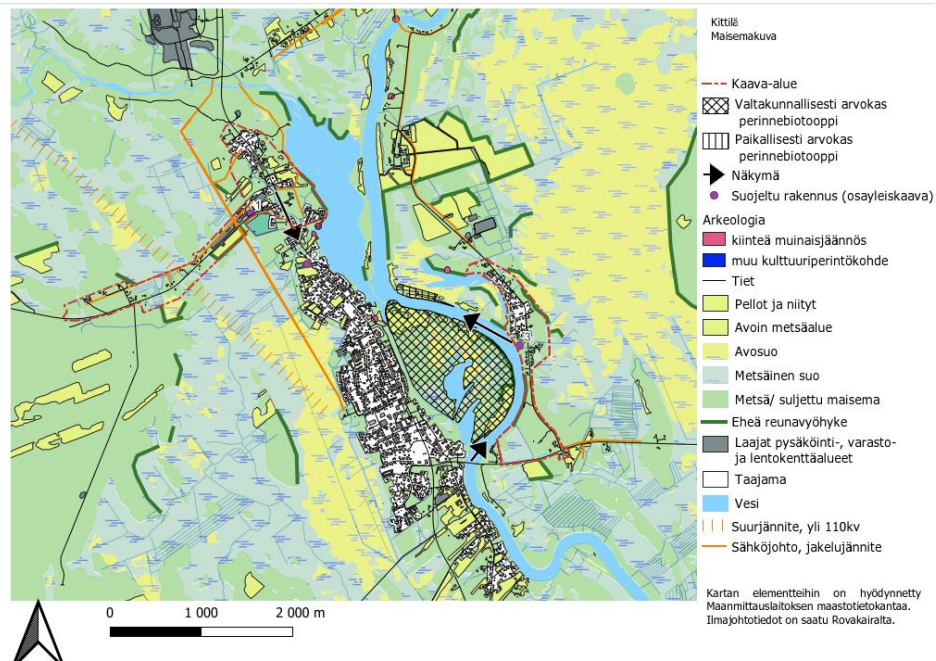 Kittilä
Maisemakuva
Kaava-alue
Valtakunnallisesti arvokas
perinnebiotooppi
Paikallisesti arvokas
perinnebiotooppi
Näkymä
Suojeltu rakennus (osayleiskaava)
Arkeologia
kiinteä muinaisjäännös
muu kulttuuriperintökohde
Tiet
Pellot ja niityt
Avoin metsäalue
Avosuo
Metsäinen suo
Metsä/ suljettu maisema
Eheä reunavyöhyke
Laajat pysäköinti-, varasto-
ja lentokenttäalueet
Taajama
Vesi
Suurjännite, yli 110kv
Sähköjohto, jakelujännite
Kartan elementteihin on hyödynnetty
Maanmittauslaitoksen maastotietokantaa.
Ilmajohtotiedot on saatu Rovakairalta.
0 1 000 2 000 m